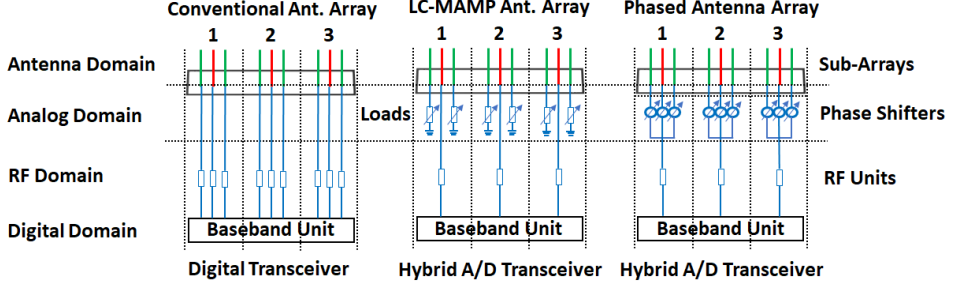 Conventional Ant. Array LC-MAMP Ant. Array Phased Antenna Array
1 2 3 1 2 3 1 2 3
Antenna Domain Sub-Arrays
Analog Domain Loads Phase Shifters
RF Domain RF Units
Digital Domain Baseband Unit Baseband Unit Baseband Unit
Digital Transceiver Hybrid A/D Transceiver Hybrid A/D Transceiver